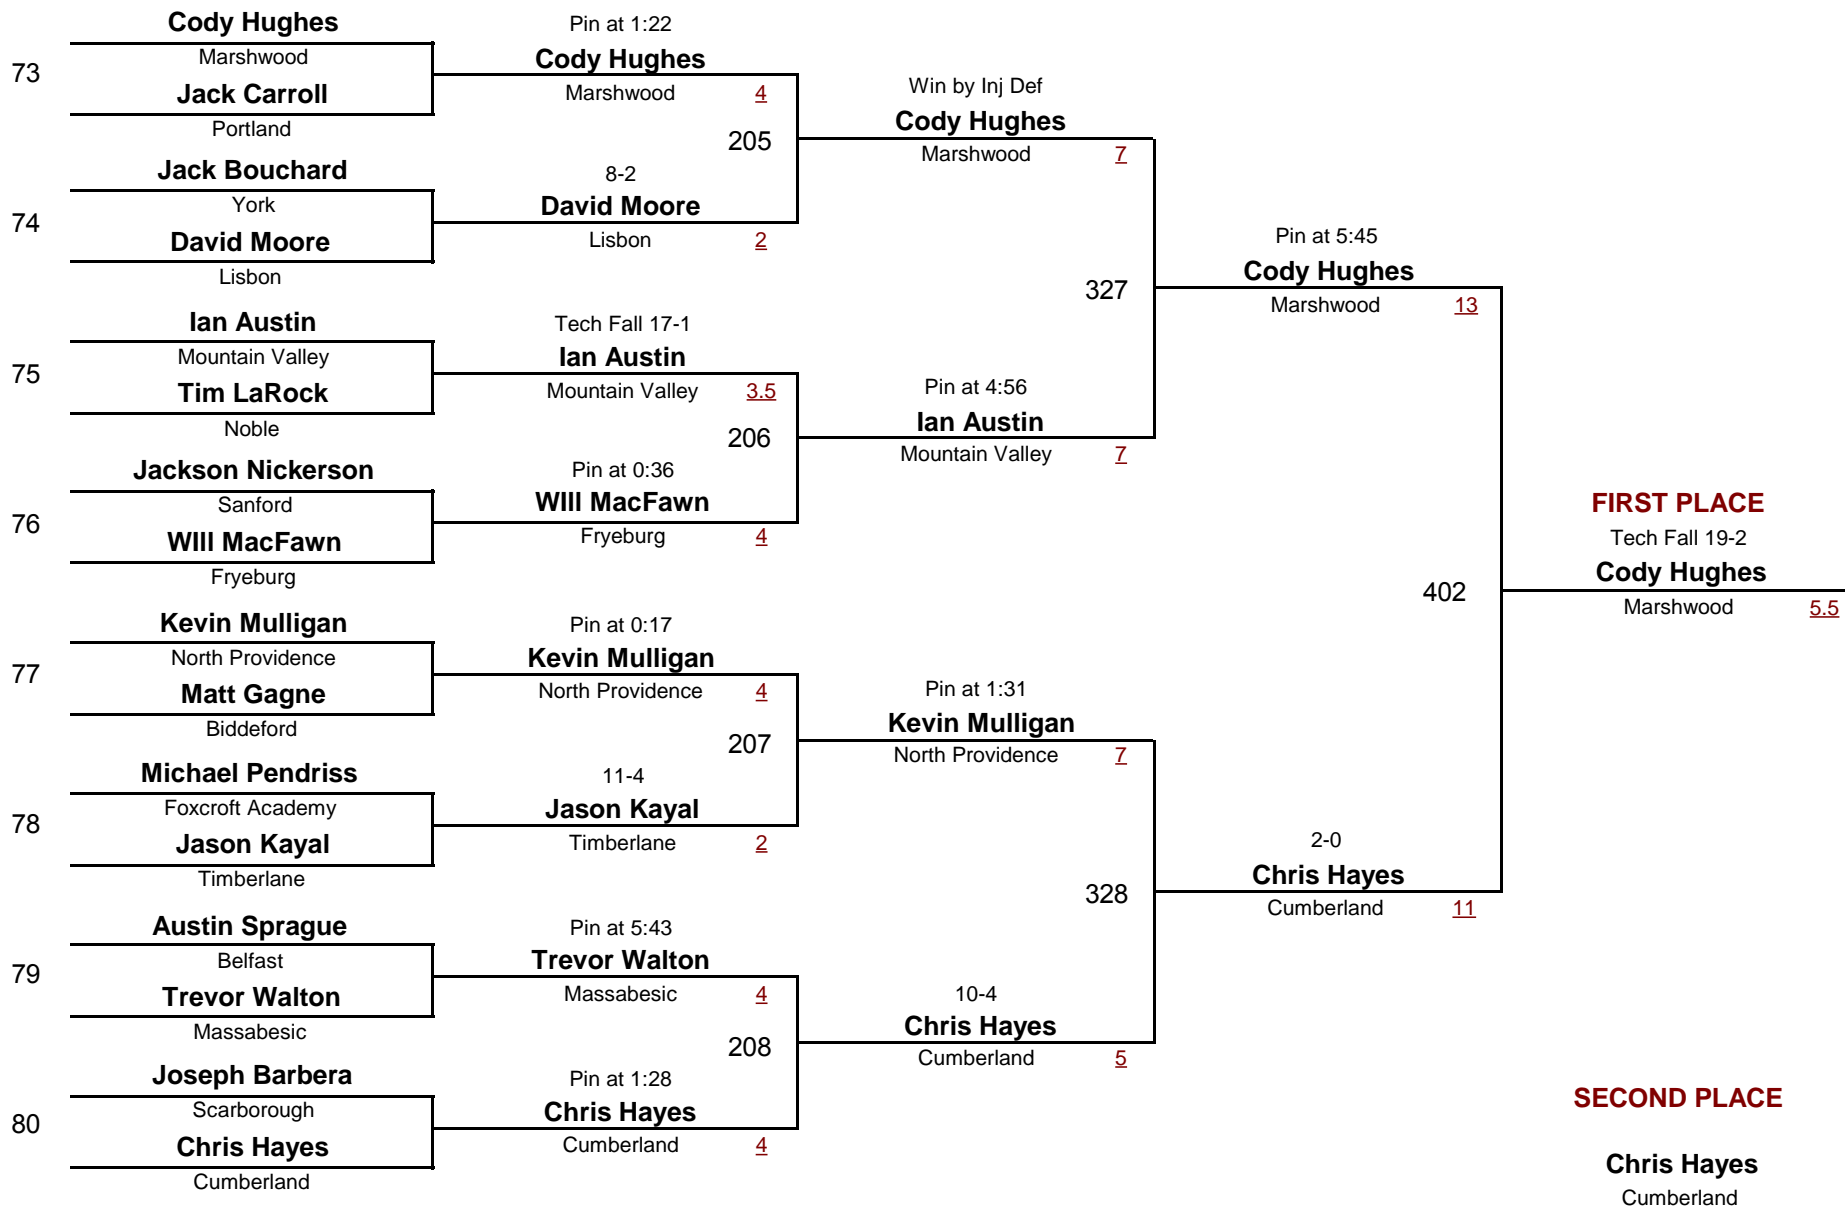 Cody Hughes
73
Marshwood
Jack Carroll
Portland
Jack Bouchard
74
York
David Moore
Lisbon
Ian Austin
75
Mountain Valley
Tim LaRock
Noble
Jackson Nickerson
76
Sanford
WIll MacFawn
Fryeburg
Kevin Mulligan
77
North Providence
Matt Gagne
Biddeford
Michael Pendriss
78
Foxcroft Academy
Jason Kayal
Timberlane
Austin Sprague
79
Belfast
Trevor Walton
Massabesic
Joseph Barbera
80
Scarborough
Chris Hayes
Cumberland
Pin at 1:22
Cody Hughes
Marshwood 4
205
8-2
David Moore
Lisbon 2
Tech Fall 17-1
Ian Austin
Mountain Valley 3.5
206
Pin at 0:36
WIll MacFawn
Fryeburg 4
Pin at 0:17
Kevin Mulligan
North Providence 4
207
11-4
Jason Kayal
Timberlane 2
Pin at 5:43
Trevor Walton
Massabesic 4
208
Pin at 1:28
Chris Hayes
Cumberland 4
Win by Inj Def
Cody Hughes
Marshwood 7
327
Pin at 4:56
Ian Austin
Mountain Valley 7
Pin at 1:31
Kevin Mulligan
North Providence 7
328
10-4
Chris Hayes
Cumberland 5
Pin at 5:45
Cody Hughes
Marshwood 13
402
2-0
Chris Hayes
Cumberland 11
FIRST PLACE
Tech Fall 19-2
Cody Hughes
Marshwood 5.5
SECOND PLACE
Chris Hayes
Cumberland